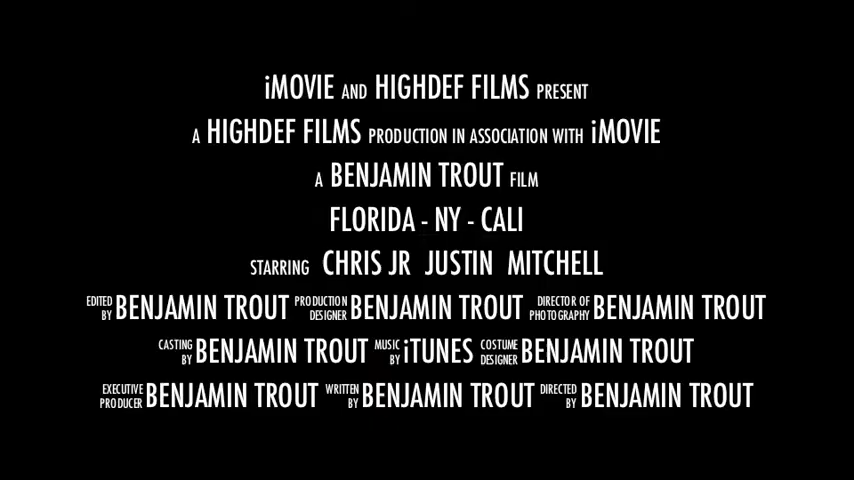 iMOVIE AND HIGHDEF FILMS PRESENT
A HIGHDEF FILMS PRODUCTION IN ASSOCIATION WITH iMOVIE
A BENJAMIN TROUT FILM
FLORIDA - NY - CALI
STARRING CHRIS JR JUSTIN MITCHELL
EDITED BY BENJAMIN TROUT PRODUCTION DESIGNER BENJAMIN TROUT DIRECTOR OF PHOTOGRAPHY BENJAMIN TROUT
CASTING BY BENJAMIN TROUT MUSIC BY iTUNES COSTUME DESIGNER BENJAMIN TROUT
EXECUTIVE PRODUCER BENJAMIN TROUT WRITTEN BY BENJAMIN TROUT DIRECTED BY BENJAMIN TROUT